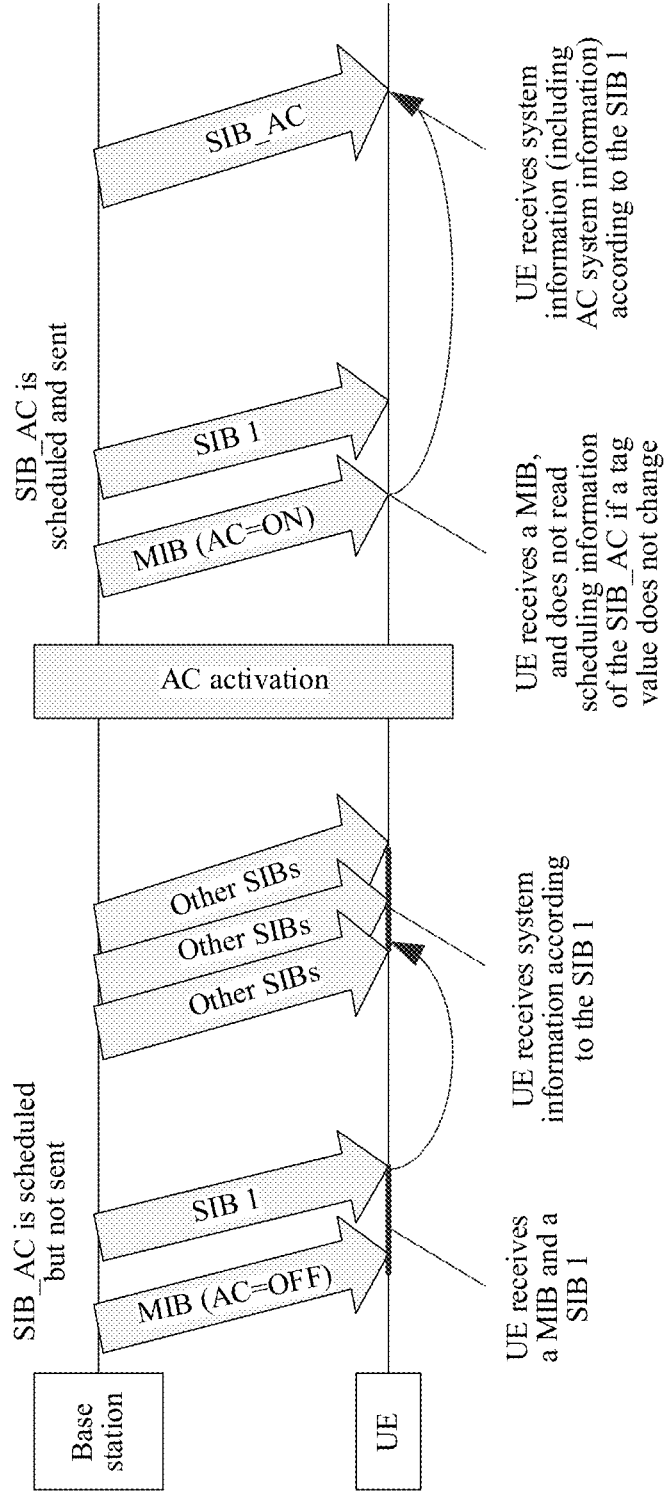 SIB_AC is scheduled
but not sent
SIB_AC is
scheduled and sent
Base
station
UE
MIB (AC=OFF)
SIB 1
Other SIBs
Other SIBs
Other SIBs
AC activation
MIB (AC=ON)
SIB 1
SIB_AC
UE receives
a MIB and a
SIB 1
UE receives system
information according
to the SIB 1
UE receives a MIB,
and does not read
scheduling information
of the SIB_AC if a tag
value does not change
UE receives system
information (including
AC system information)
according to the SIB 1